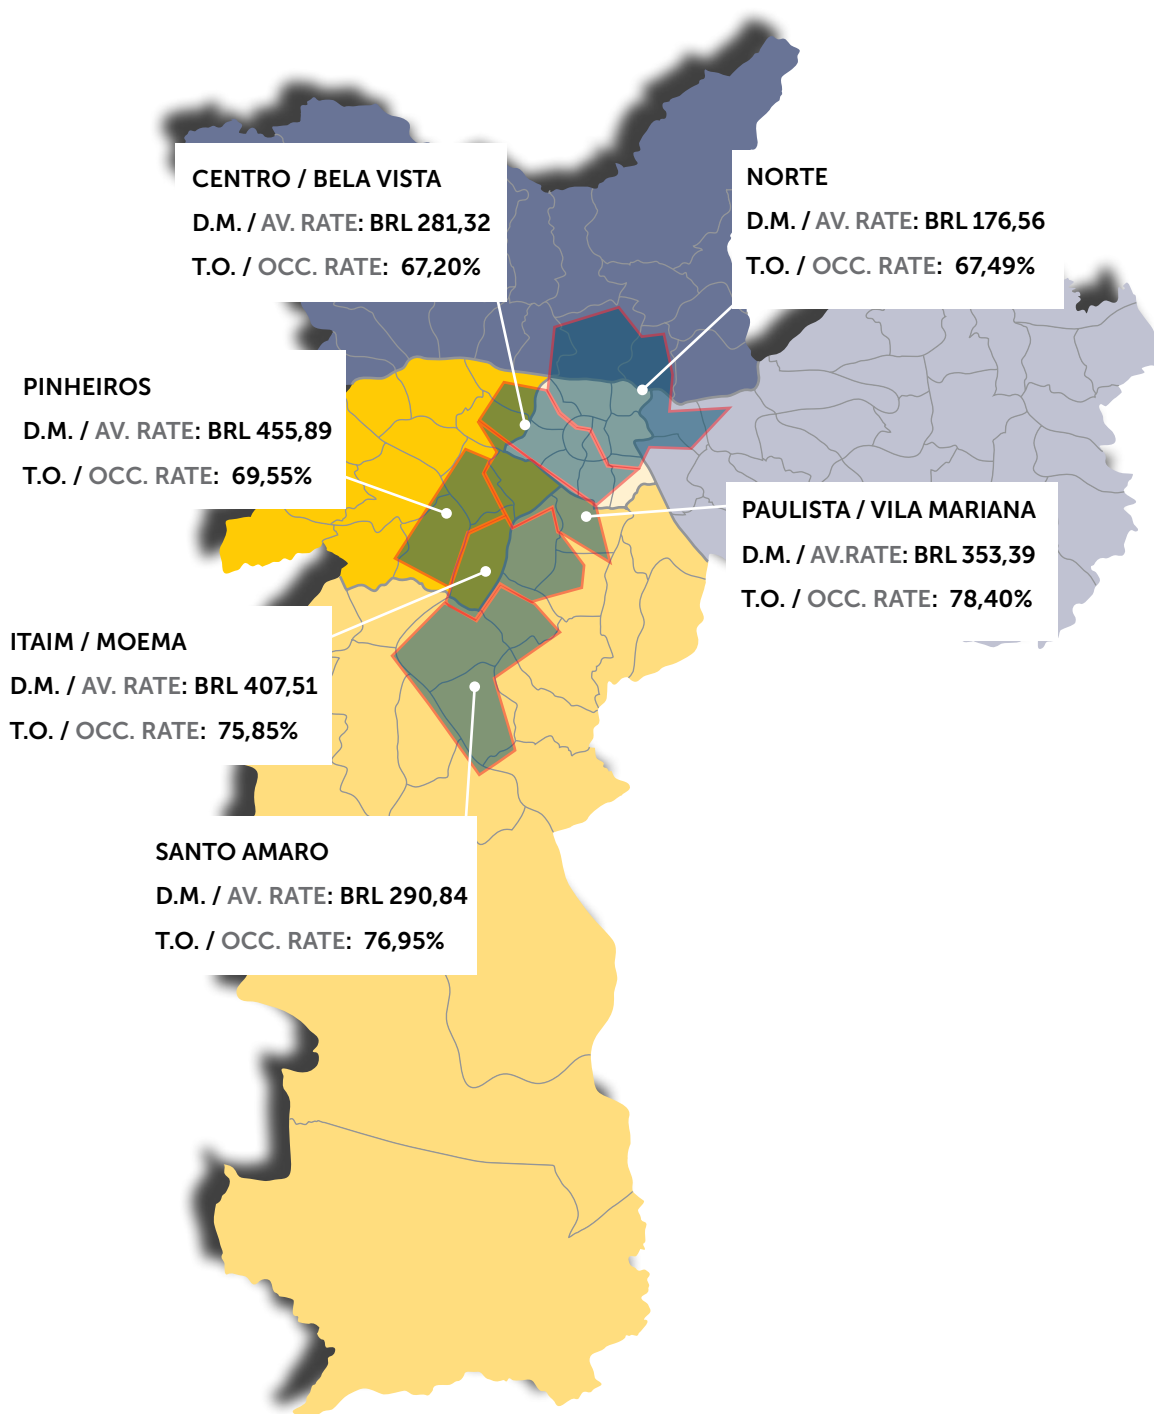 CENTRO / BELA VISTA
D.M. / AV. RATE: BRL 281,32
T.O. / OCC. RATE: 67,20%
NORTE
D.M. / AV. RATE: BRL 176,56
T.O. / OCC. RATE: 67,49%
PINHEIROS
D.M. / AV. RATE: BRL 455,89
T.O. / OCC. RATE: 69,55%
PAULISTA / VILA MARIANA
D.M. / AV.RATE: BRL 353,39
T.O. / OCC. RATE: 78,40%
ITAIM / MOEMA
D.M. / AV. RATE: BRL 407,51
T.O. / OCC. RATE: 75,85%
SANTO AMARO
D.M. / AV. RATE: BRL 290,84
T.O. / OCC. RATE: 76,95%